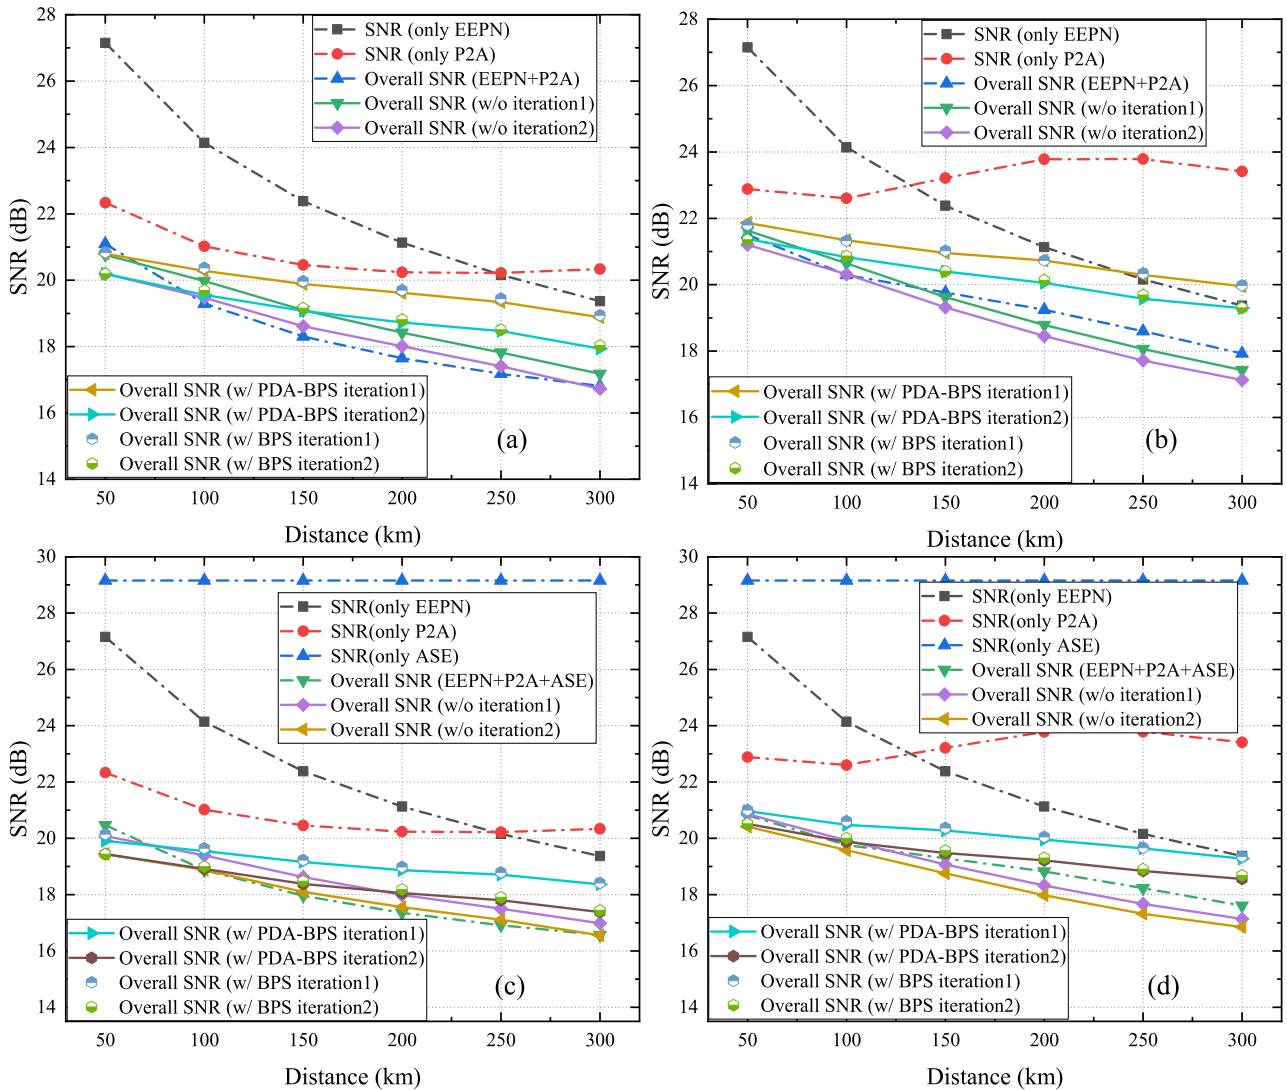 28
26
24
22
20
18
16
14
SNR (dB)
SNR (only EEPN)
SNR (only P2A)
Overall SNR (EEPN+P2A)
Overall SNR (w/o iteration1)
Overall SNR (w/o iteration2)
Overall SNR (w/ PDA-BPS iteration1)
Overall SNR (w/ PDA-BPS iteration2)
Overall SNR (w/ BPS iteration1)
Overall SNR (w/ BPS iteration2)
(a)
50 100 150 200 250 300
Distance (km)
28
26
24
22
20
18
16
14
SNR (dB)
SNR (only EEPN)
SNR (only P2A)
Overall SNR (EEPN+P2A)
Overall SNR (w/o iteration1)
Overall SNR (w/o iteration2)
Overall SNR (w/ PDA-BPS iteration1)
Overall SNR (w/ PDA-BPS iteration2)
Overall SNR (w/ BPS iteration1)
Overall SNR (w/ BPS iteration2)
(b)
50 100 150 200 250 300
Distance (km)
30
28
26
24
22
20
18
16
14
SNR (dB)
SNR(only EEPN)
SNR(only P2A)
SNR(only ASE)
Overall SNR (EEPN+P2A+ASE)
Overall SNR (w/o iteration1)
Overall SNR (w/o iteration2)
Overall SNR (w/ PDA-BPS iteration1)
Overall SNR (w/ PDA-BPS iteration2)
Overall SNR (w/ BPS iteration1)
Overall SNR (w/ BPS iteration2)
(c)
50 100 150 200 250 300
Distance (km)
30
28
26
24
22
20
18
16
14
SNR (dB)
SNR(only EEPN)
SNR(only P2A)
SNR(only ASE)
Overall SNR (EEPN+P2A+ASE)
Overall SNR (w/o iteration1)
Overall SNR (w/o iteration2)
Overall SNR (w/ PDA-BPS iteration1)
Overall SNR (w/ PDA-BPS iteration2)
Overall SNR (w/ BPS iteration1)
Overall SNR (w/ BPS iteration2)
(d)
50 100 150 200 250 300
Distance (km)